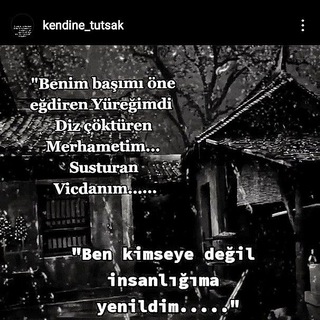 kendine_tutsak
"Benim başımı öne
eğdiren Yüreğimdi
Diz çöktüren
Merhametim...
Susturan
Vicdanım......
"Ben kimseye değil
insanlığıma
yenildim....."